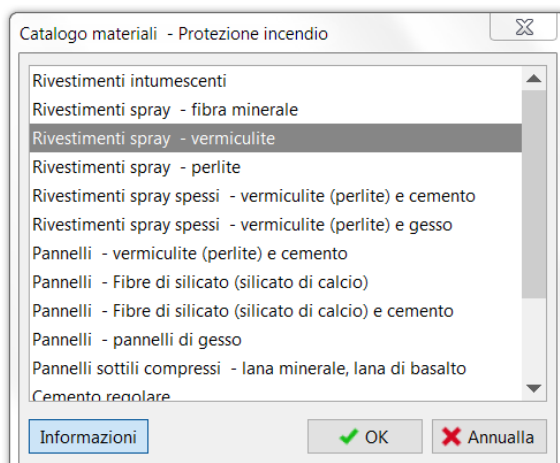 Catalogo materiali - Protezione incendio
Rivestimenti intumescenti
Rivestimenti spray - fibra minerale
Rivestimenti spray - vermiculite
Rivestimenti spray - perlite
Rivestimenti spray spessi - vermiculite (perlite) e cemento
Rivestimenti spray spessi - vermiculite (perlite) e gesso
Pannelli - vermiculite (perlite) e cemento
Pannelli - Fibre di silicato (silicato di calcio)
Pannelli - Fibre di silicato (silicato di calcio) e cemento
Pannelli - pannelli di gesso
Pannelli sottili compressi - lana minerale, lana di basalto
Cemento regolare
Informazioni
OK
Annualla